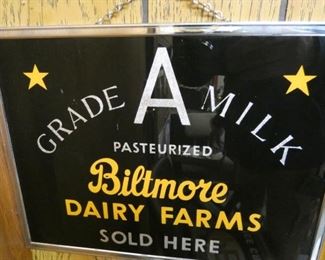 GRADE A MILK
PASTEURIZED
Biltmore
DAIRY FARMS
SOLD HERE